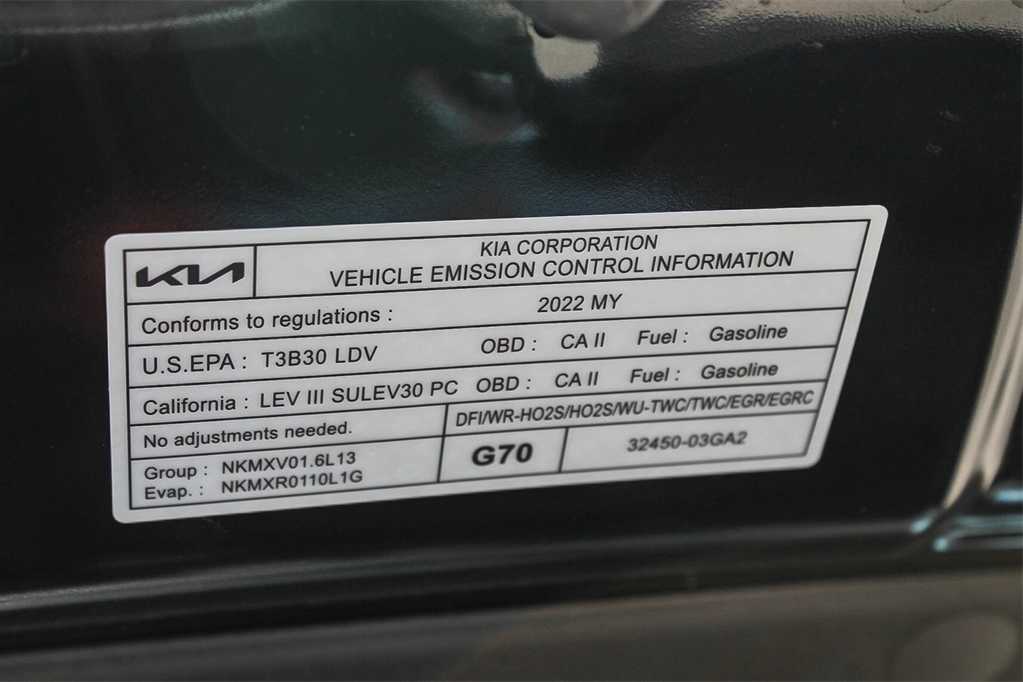 KIA
KIA CORPORATION
VEHICLE EMISSION CONTROL INFORMATION
Conforms to regulations : 2022 MY
U.S.EPA : T3B30 LDV OBD : CA II Fuel : Gasoline
California : LEV III SULEV30 PC OBD : CA II Fuel : Gasoline
No adjustments needed. DFI/WR-HO2S/HO2S/WU-TWC/TWC/EGR/EGRC
Group : NKMXV01.6L13
Evap. : NKMXR0110L1G
G70 32450-03GA2